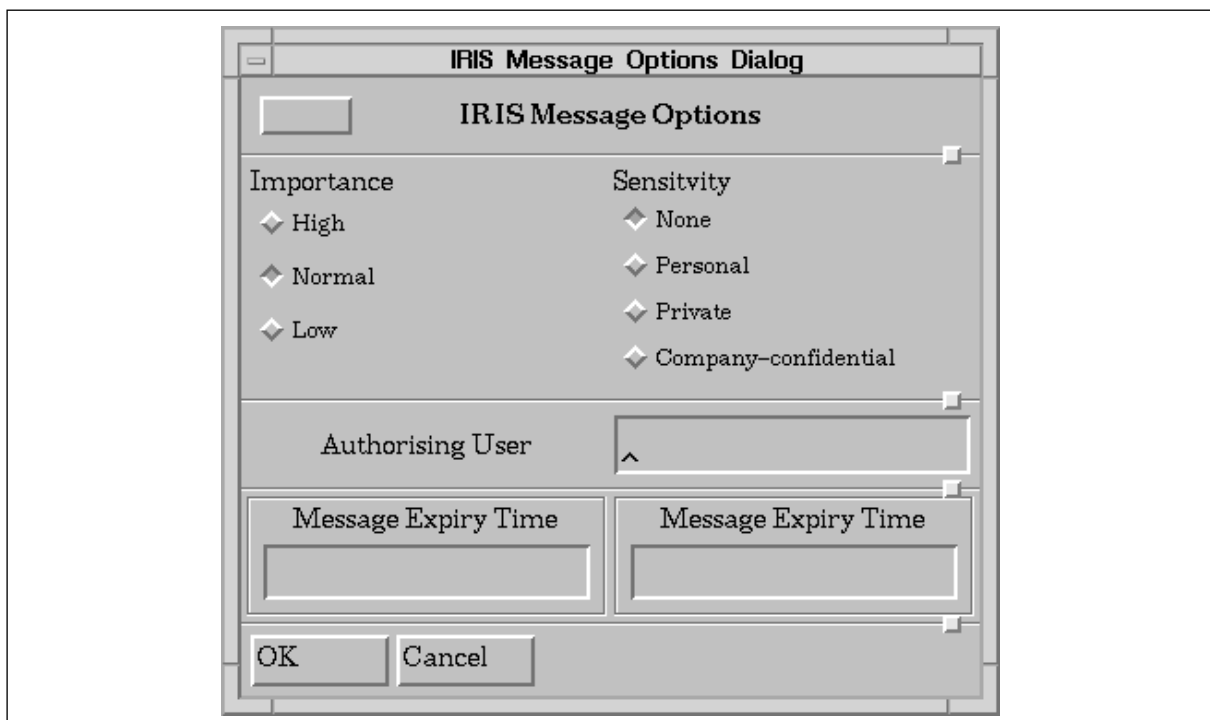 IRIS Message Options Dialog
IRIS Message Options
Importance
High
Normal
Low
Sensitvity
None
Personal
Private
Company-confidential
Authorising User
^
Message Expiry Time
Message Expiry Time
OK
Cancel